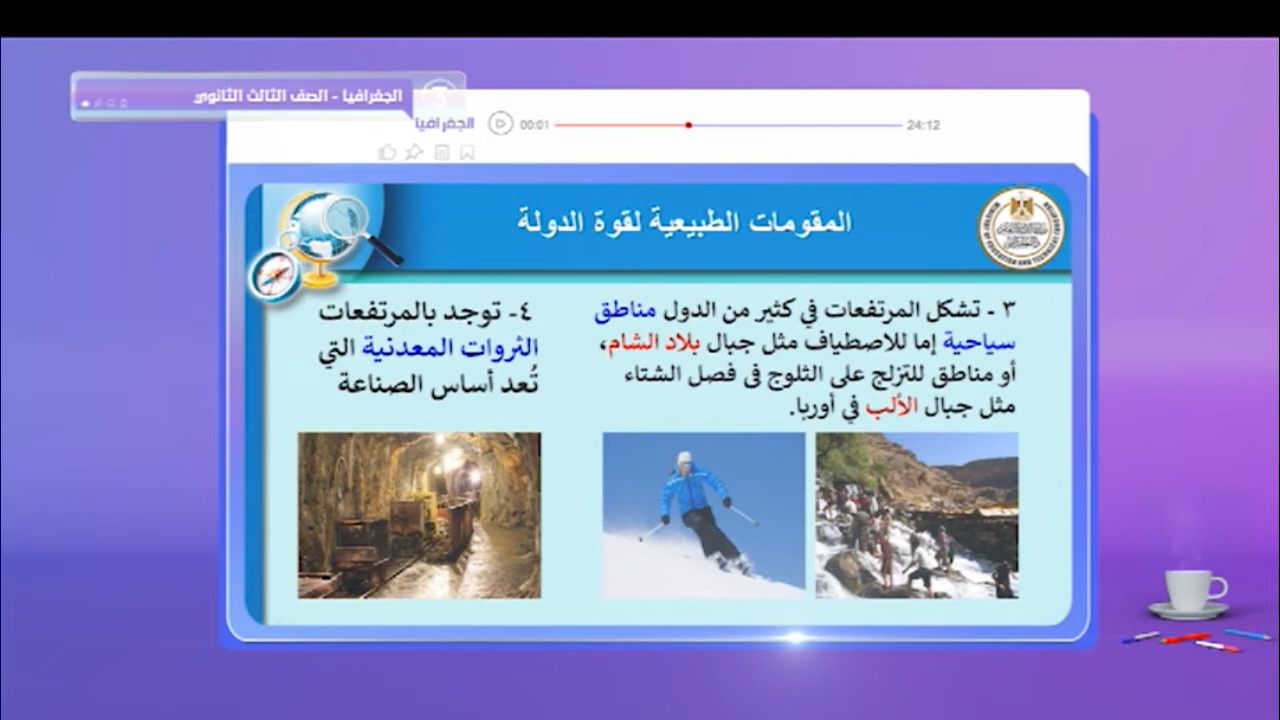 الجغرافيا - الصف الثالث الثانوي
الجغرافيا
00:01
24:12
المقومات الطبيعية لقوة الدولة
٣ - تشكل المرتفعات في كثير من الدول مناطق
سياحية إما للاصطياف مثل جبال بلاد الشام،
أو مناطق للتزلج على الثلوج فى فصل الشتاء
مثل جبال الألب في أوربا.
٤- توجد بالمرتفعات
الثروات المعدنية التي
تُعد أساس الصناعة